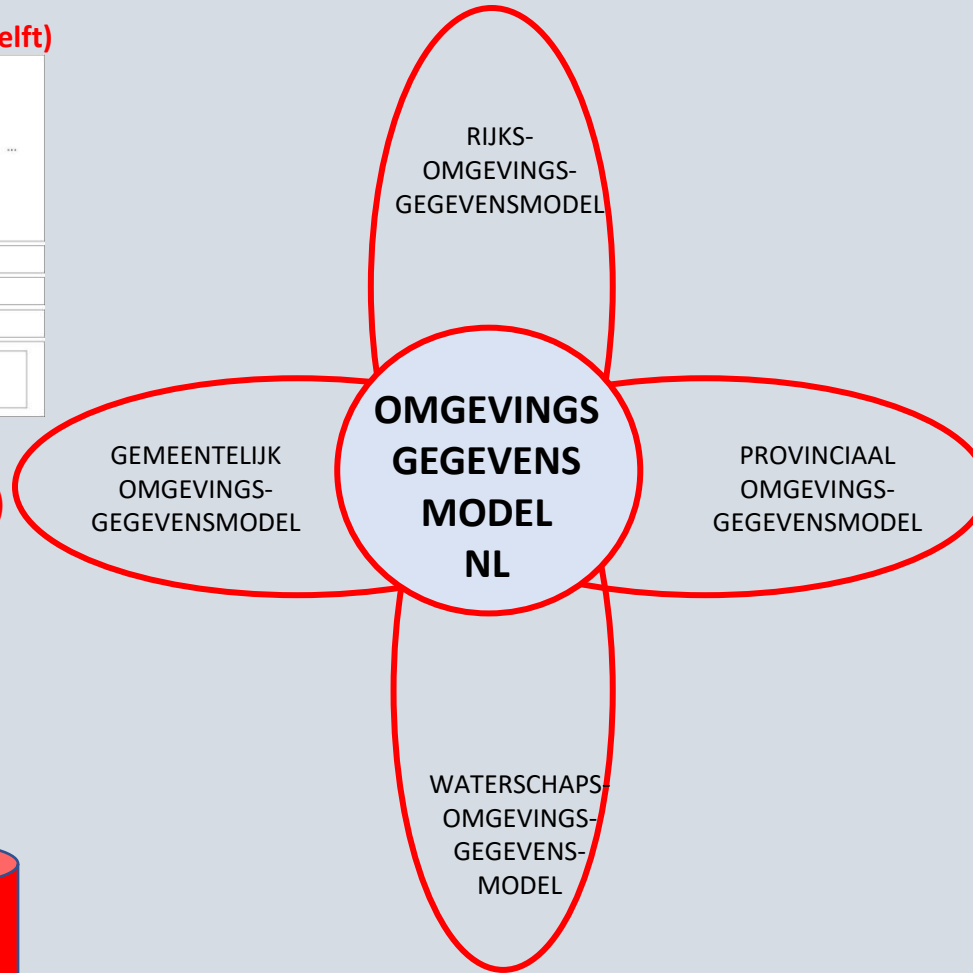 elft)
...
RIJKS-
OMGEVINGS-
GEGEVENSMODEL
OMGEVINGS
GEGEVENS
MODEL
NL
GEMEENTELIJK
OMGEVINGS-
GEGEVENSMODEL
PROVINCIAAL
OMGEVINGS-
GEGEVENSMODEL
WATERSCHAPS-
OMGEVINGS-
GEGEVENS-
MODEL